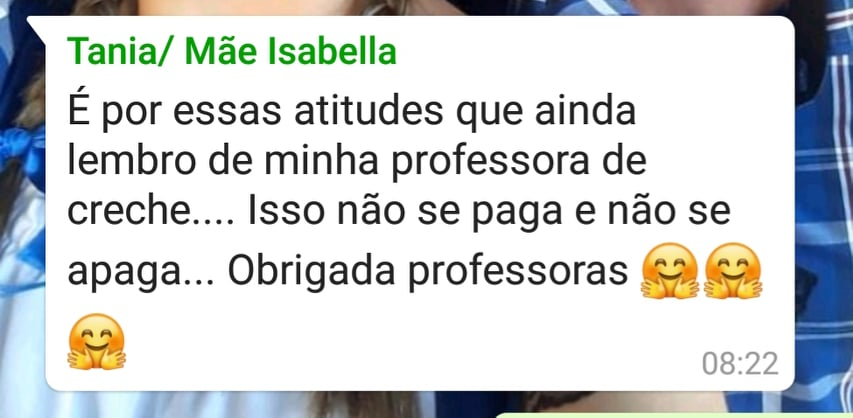 Tania/ Mãe Isabella
É por essas atitudes que ainda
lembro de minha professora de
creche.... Isso não se paga e não se
apaga... Obrigada professoras 🤗🤗
🤗
08:22